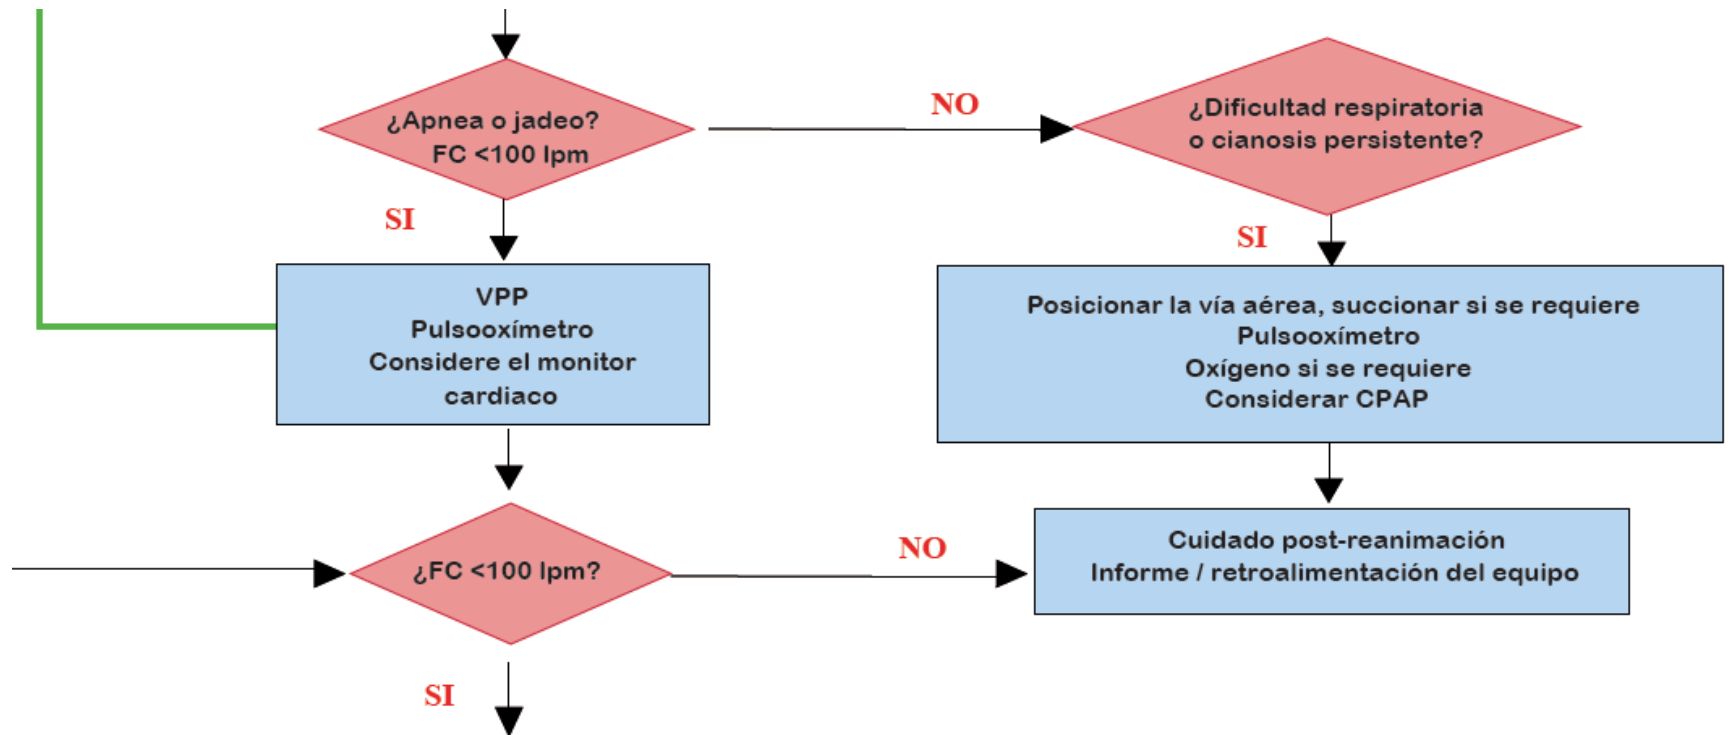 ¿Apnea o jadeo?
FC <100 lpm
NO
¿Dificultad respiratoria
o cianosis persistente?
SI
SI
VPP
Pulsooxímetro
Considere el monitor
cardiaco
Posicionar la vía aérea, succionar si se requiere
Pulsooxímetro
Oxígeno si se requiere
Considerar CPAP
¿FC <100 lpm?
NO
Cuidado post-reanimación
Informe / retroalimentación del equipo
SI